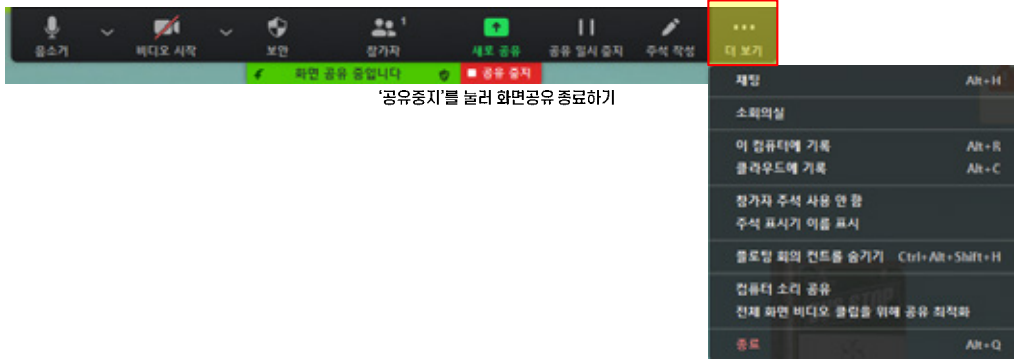 1
음소거 비디오 시작 보안 참가자 새로 공유 공유 일시 중지 주석 작성 더 보기
화면 공유 중입니다 공유 중지
‘공유중지’를 눌러 화면공유 종료하기
채팅 Alt+H
소회의실
이 컴퓨터에 기록 Alt+R
클라우드에 기록 Alt+C
참가자 주석 사용 안 함
주석 표시기 이름 표시
플로팅 회의 컨트롤 숨기기 Ctrl+Alt+Shift+H
컴퓨터 소리 공유
전체 화면 비디오 클립을 위해 공유 최적화
종료 Alt+Q